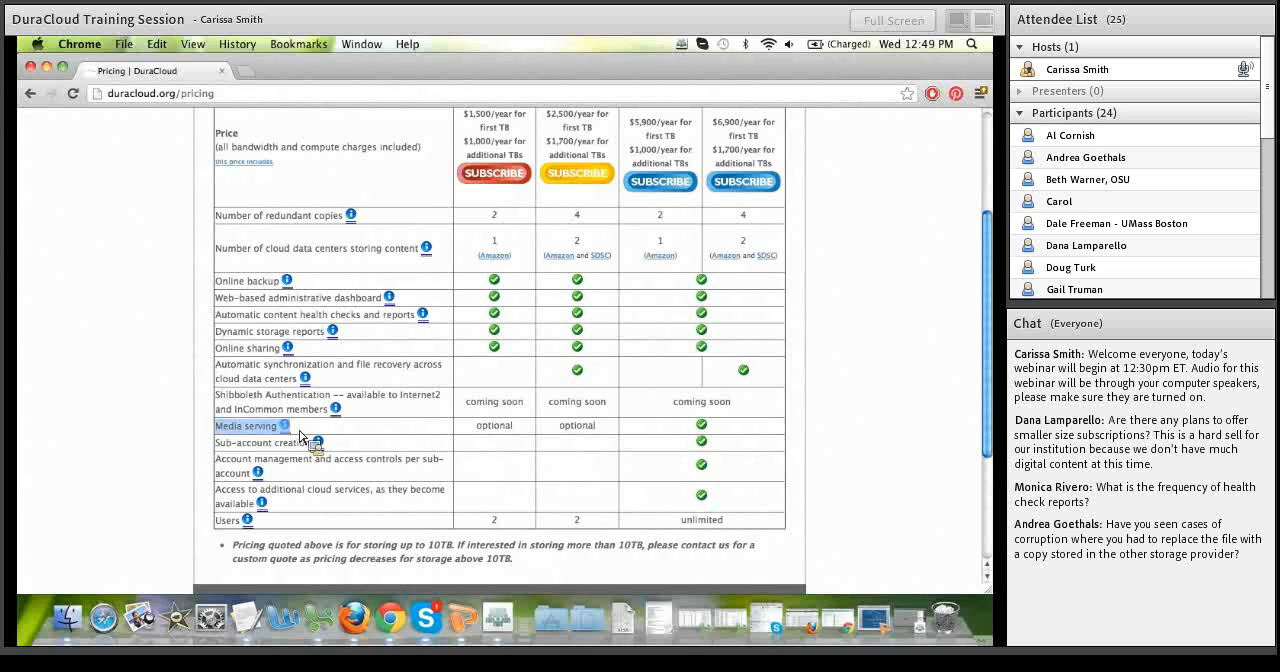 DuraCloud Training Session - Carissa Smith
Full Screen
Chrome File Edit View History Bookmarks Window Help
(Charged) Wed 12:49 PM
Pricing | DuraCloud
duracloud.org/pricing
Price
(all bandwidth and compute charges included)
this price includes
$1,500/year for
first TB
$1,000/year for
additional TBs
SUBSCRIBE
$2,500/year for
first TB
$1,700/year for
additional TBs
SUBSCRIBE
$5,900/year for
first TB
$1,000/year for
additional TBs
SUBSCRIBE
$6,900/year for
first TB
$1,700/year for
additional TBs
SUBSCRIBE
Number of redundant copies 2 4 2 4
Number of cloud data centers storing content 1 2 1 2
(Amazon) (Amazon and SDSC) (Amazon) (Amazon and SDSC)
Online backup
Web-based administrative dashboard
Automatic content health checks and reports
Dynamic storage reports
Online sharing
Automatic synchronization and file recovery across
cloud data centers
Shibboleth Authentication -- available to Internet2
and InCommon members
coming soon coming soon coming soon
Media serving optional optional
Sub-account
Account management and access controls per sub-
account
Access to additional cloud services, as they become
available
Users 2 2 unlimited
• Pricing quoted above is for storing up to 10TB. If interested in storing more than 10TB, please contact us for a
custom quote as pricing decreases for storage above 10TB.
Attendee List (25)
Hosts (1)
Carissa Smith
Presenters (0)
Participants (24)
Al Cornish
Andrea Goethals
Beth Warner, OSU
Carol
Dale Freeman - UMass Boston
Dana Lamparello
Doug Turk
Gail Truman
Chat (Everyone)
Carissa Smith: Welcome everyone, today's
webinar will begin at 12:30pm ET. Audio for this
webinar will be through your computer speakers,
please make sure they are turned on.
Dana Lamparello: Are there any plans to offer
smaller size subscriptions? This is a hard sell for
our institution because we don't have much
digital content at this time.
Monica Rivero: What is the frequency of health
check reports?
Andrea Goethals: Have you seen cases of
corruption where you had to replace the file with
a copy stored in the other storage provider?